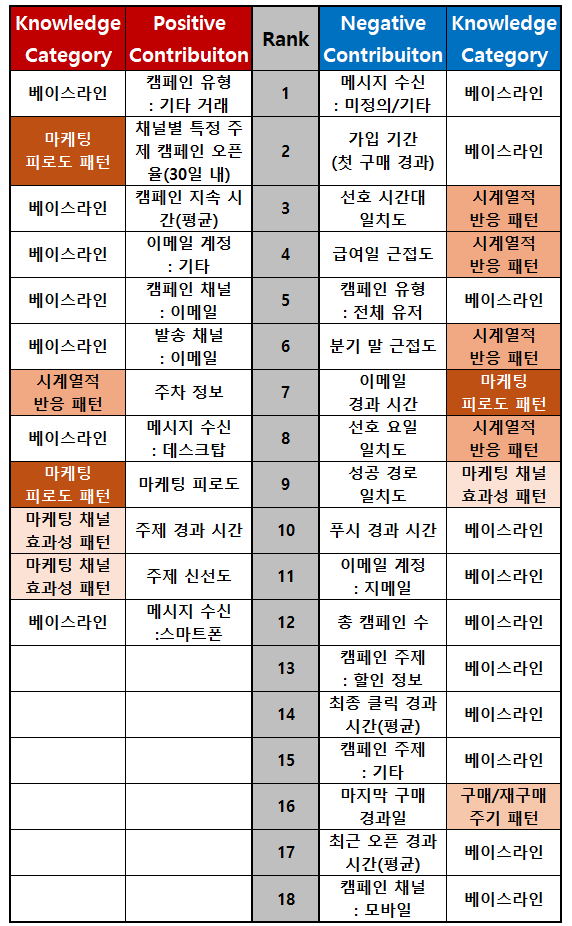 Knowledge Category
Positive Contribuiton
Rank
Negative Contribuiton
Knowledge Category
베이스라인
캠페인 유형
: 기타 거래
1
메시지 수신
: 미정의/기타
베이스라인
마케팅
피로도 패턴
채널별 특정 주
제 캠페인 오픈
율(30일 내)
2
가입 기간
(첫 구매 경과)
베이스라인
베이스라인
캠페인 지속 시
간(평균)
3
선호 시간대
일치도
시계열적
반응 패턴
베이스라인
이메일 계정
: 기타
4
급여일 근접도
시계열적
반응 패턴
베이스라인
캠페인 채널
: 이메일
5
캠페인 유형
: 전체 유저
베이스라인
베이스라인
발송 채널
: 이메일
6
분기 말 근접도
시계열적
반응 패턴
시계열적
반응 패턴
주차 정보
7
이메일
경과 시간
마케팅
피로도 패턴
베이스라인
메시지 수신
: 데스크탑
8
선호 요일
일치도
시계열적
반응 패턴
마케팅
피로도 패턴
마케팅 피로도
9
성공 경로
일치도
마케팅 채널
효과성 패턴
마케팅 채널
효과성 패턴
주제 경과 시간
10
푸시 경과 시간
베이스라인
마케팅 채널
효과성 패턴
주제 신선도
11
이메일 계정
: 지메일
베이스라인
베이스라인
메시지 수신
:스마트폰
12
총 캠페인 수
베이스라인
13
캠페인 주제
: 할인 정보
베이스라인
14
최종 클릭 경과
시간(평균)
베이스라인
15
캠페인 주제
: 기타
베이스라인
16
마지막 구매
경과일
구매/재구매
주기 패턴
17
최근 오픈 경과
시간(평균)
베이스라인
18
캠페인 채널
: 모바일
베이스라인